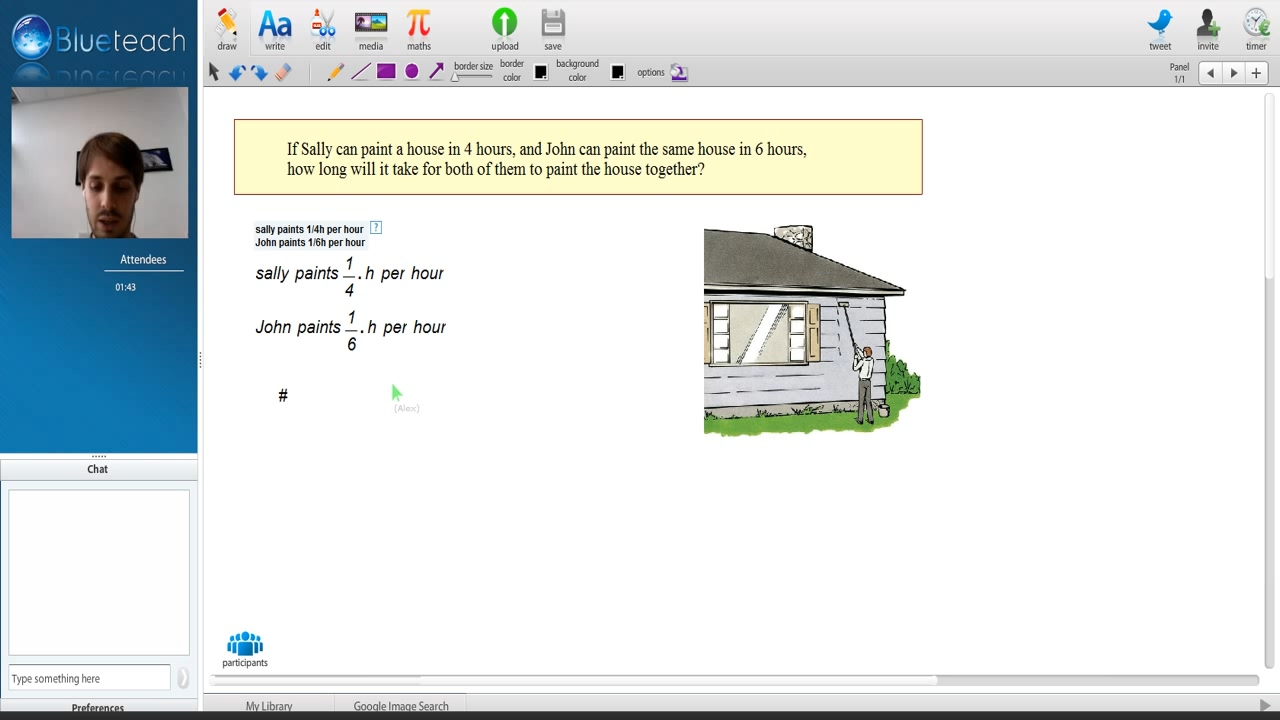 Blueteach
draw
write
edit
media
maths
upload
save
tweet
invite
timer
border size
border color
background color
options
Panel
1/1
If Sally can paint a house in 4 hours, and John can paint the same house in 6 hours,
how long will it take for both of them to paint the house together?
sally paints 1/4h per hour ?
John paints 1/6h per hour
sally paints 1/4 . h per hour
John paints 1/6 . h per hour
#
(Alex)
Attendees
01:43
Chat
Type something here
Preferences
participants
My Library
Google Image Search